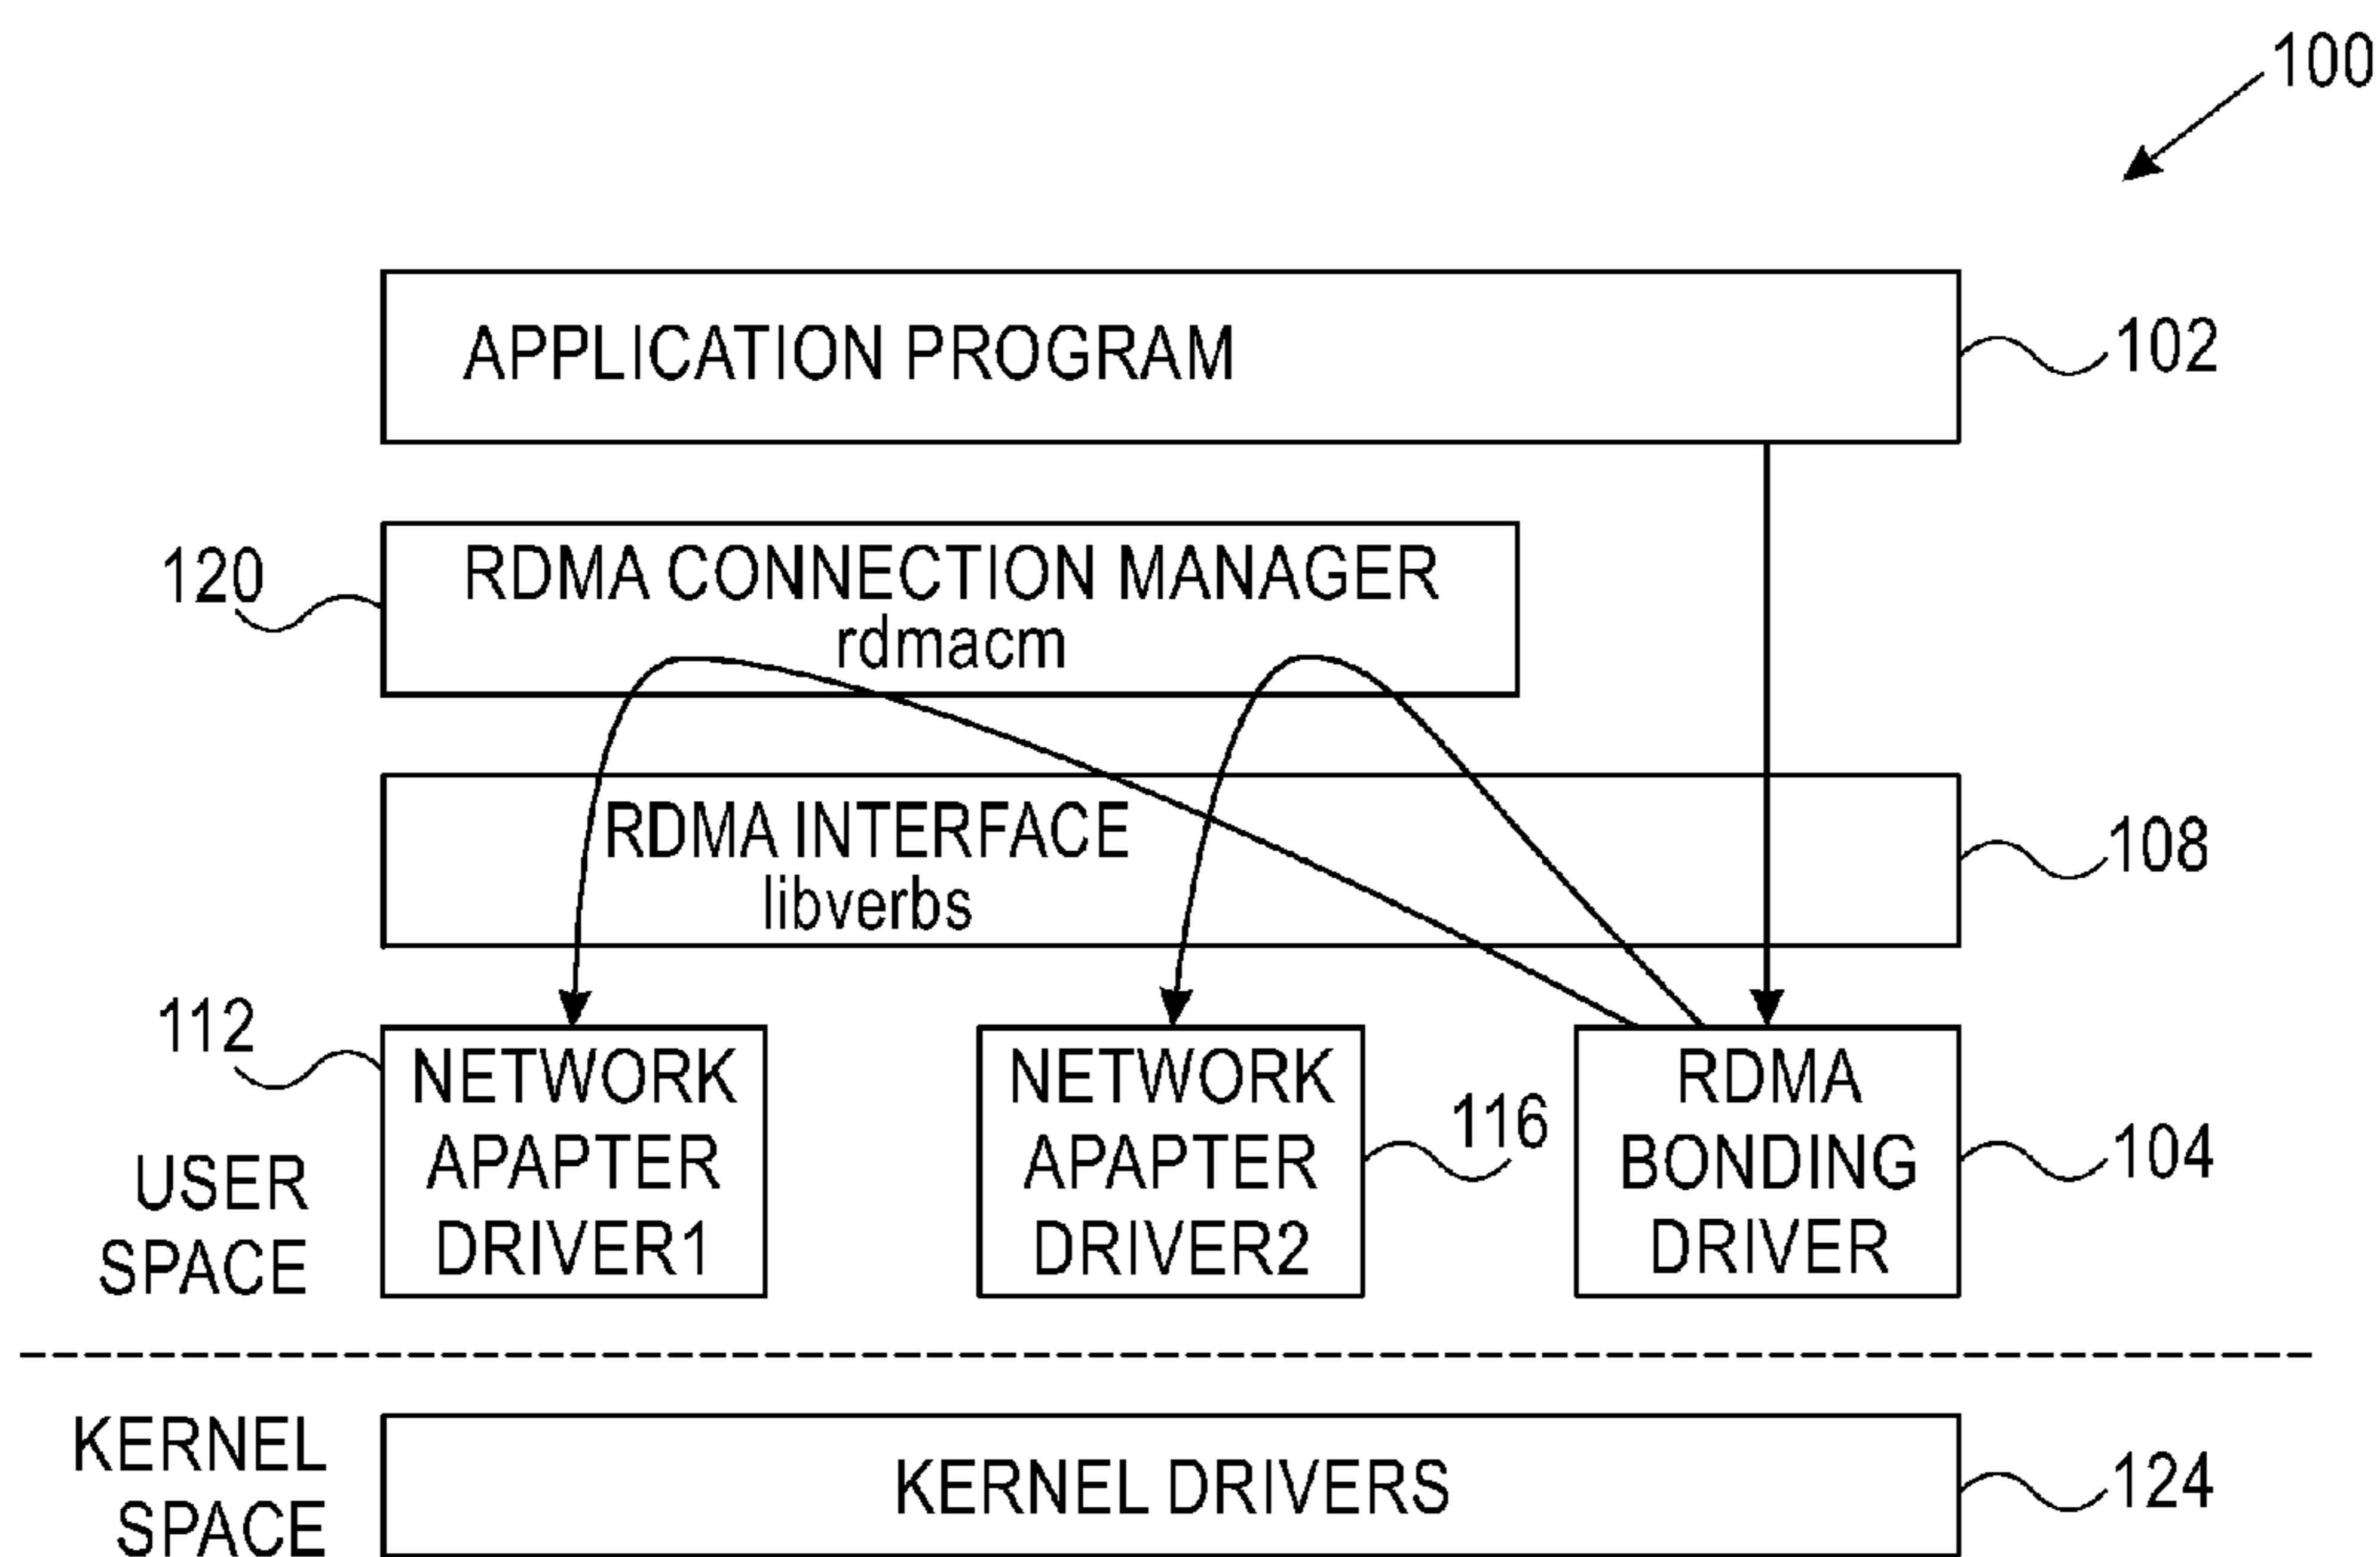 100
APPLICATION PROGRAM
102
120
RDMA CONNECTION MANAGER
rdmacm
RDMA INTERFACE
libverbs
108
112
NETWORK
APAPTER
DRIVER1
NETWORK
APAPTER
DRIVER2
116
RDMA
BONDING
DRIVER
104
USER
SPACE
KERNEL
SPACE
KERNEL DRIVERS
124